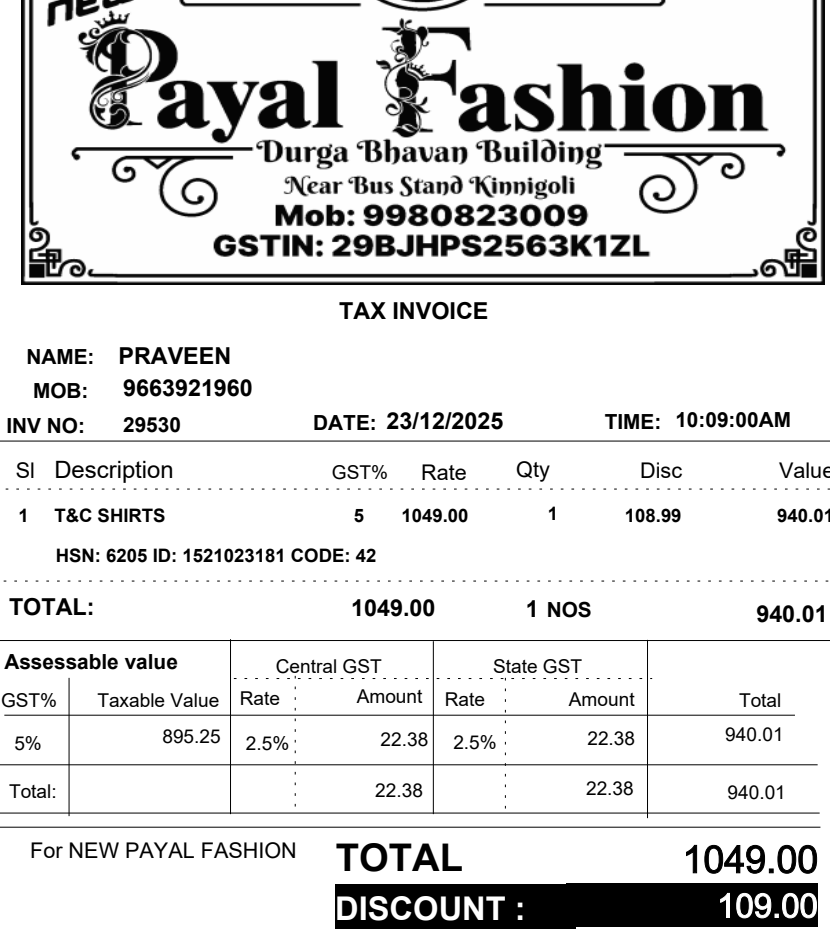 new
Payal Fashion
Durga Bhavan Building
Near Bus Stand Kinnigoli
Mob: 9980823009
GSTIN: 29BJHPS2563K1ZL
TAX INVOICE
NAME: PRAVEEN
MOB: 9663921960
INV NO: 29530 DATE: 23/12/2025 TIME: 10:09:00AM
Sl Description GST% Rate Qty Disc Value
1 T&C SHIRTS 5 1049.00 1 108.99 940.01
HSN: 6205 ID: 1521023181 CODE: 42
TOTAL: 1049.00 1 NOS 940.01
Assessable value Central GST State GST
GST% Taxable Value Rate Amount Rate Amount Total
5% 895.25 2.5% 22.38 2.5% 22.38 940.01
Total: 22.38 22.38 940.01
For NEW PAYAL FASHION TOTAL 1049.00
DISCOUNT : 109.00